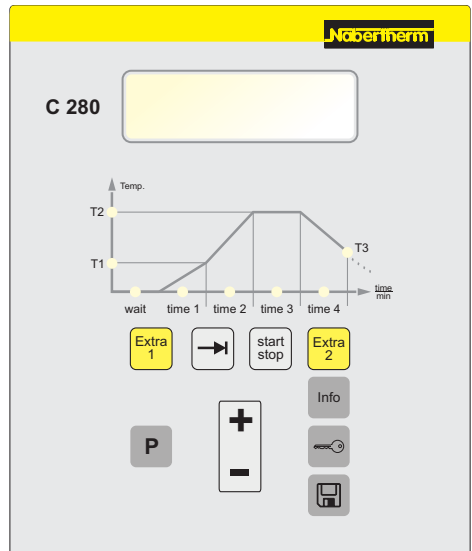 Nabertherm
C 280
Temp.
T2
T1
T3
time
min
wait time 1 time 2 time 3 time 4
Extra
1
start
stop
Extra
2
Info
P